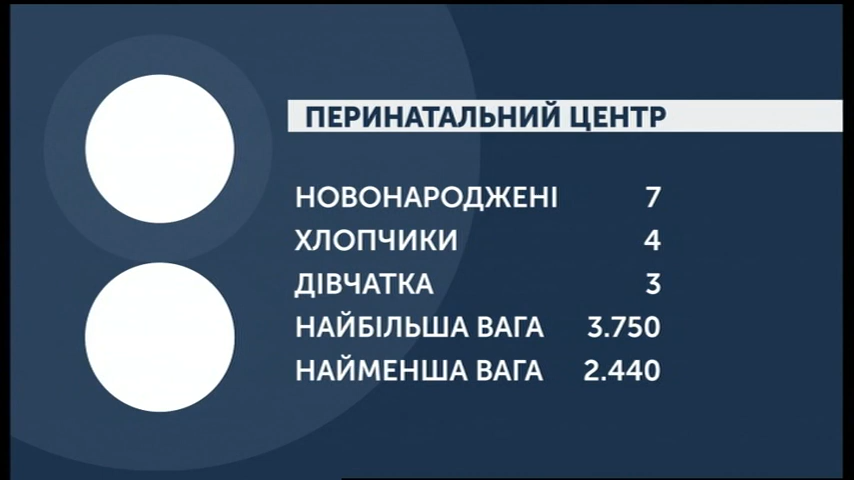 ПЕРИНАТАЛЬНИЙ ЦЕНТР
НОВОНАРОДЖЕНІ 7
ХЛОПЧИКИ 4
ДІВЧАТКА 3
НАЙБІЛЬША ВАГА 3.750
НАЙМЕНША ВАГА 2.440